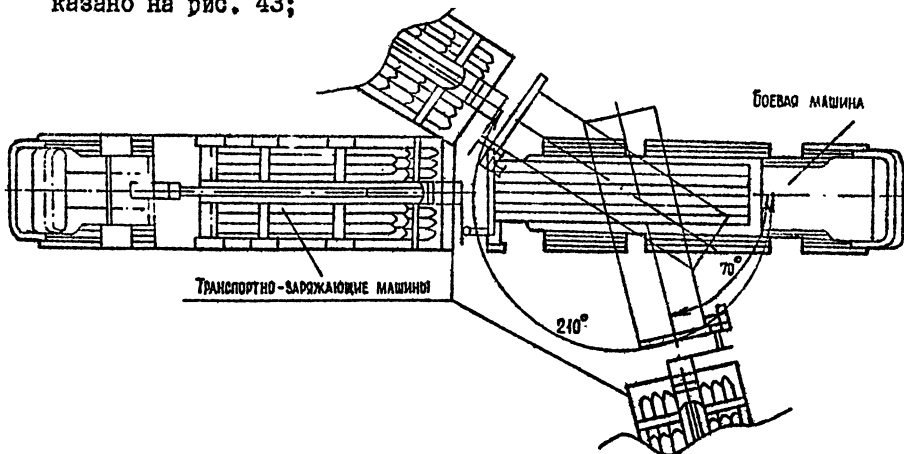 казано на рис. 43;
Боевая машина
Транспортно-заряжающие машины
70°
210°